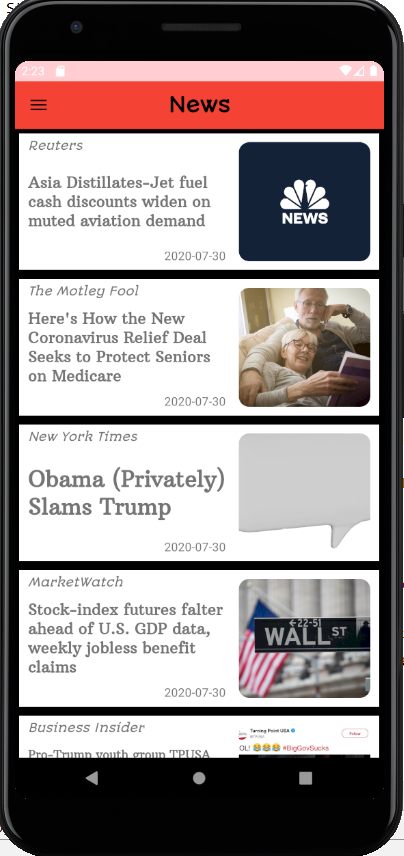 2:23
News
Reuters
Asia Distillates-Jet fuel
cash discounts widen on
muted aviation demand
2020-07-30
NEWS
The Motley Fool
Here's How the New
Coronavirus Relief Deal
Seeks to Protect Seniors
on Medicare
2020-07-30
New York Times
Obama (Privately)
Slams Trump
2020-07-30
MarketWatch
Stock-index futures falter
ahead of U.S. GDP data,
weekly jobless benefit
claims
2020-07-30
←22-51
WALL ST
Business Insider
Pro-Trump youth group TPUSA
Turning Point USA
Follow
OL! 😂😂😂 #BigGovSucks